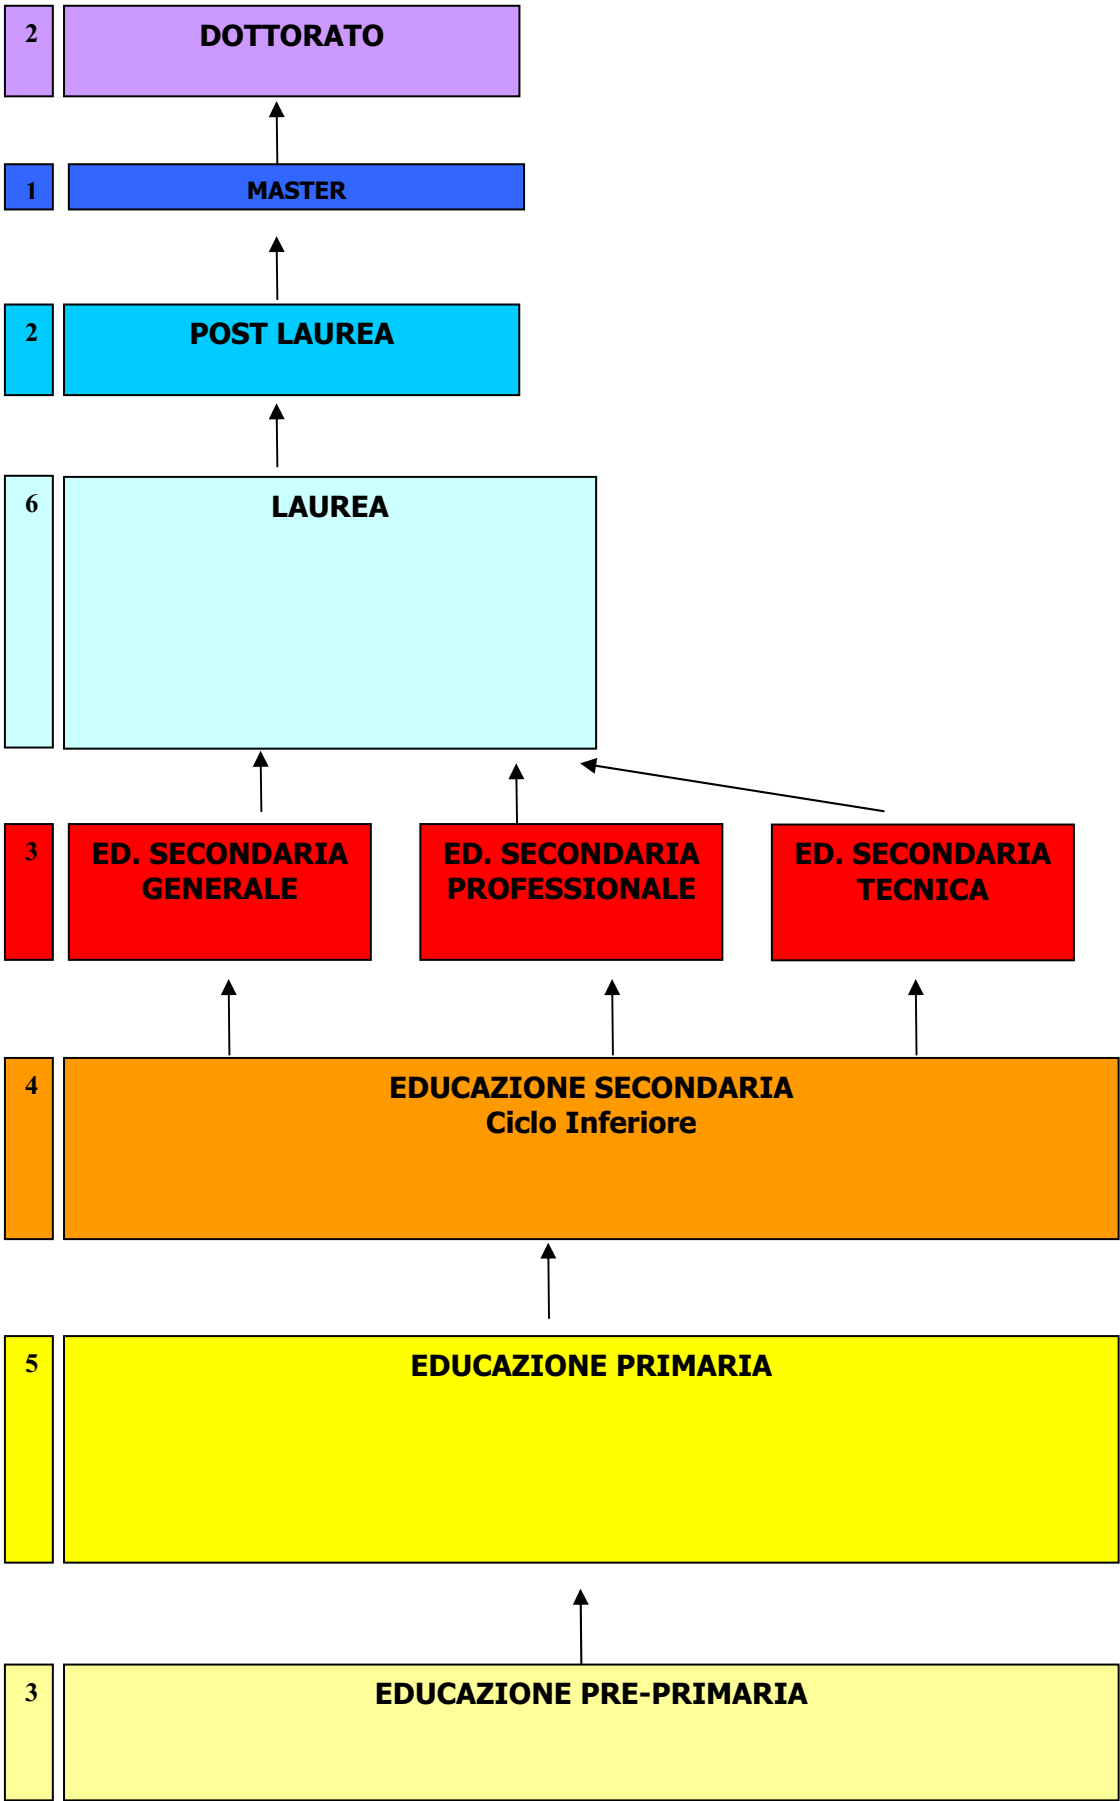 2
DOTTORATO
1
MASTER
2
POST LAUREA
6
LAUREA
3
ED. SECONDARIA
GENERALE
ED. SECONDARIA
PROFESSIONALE
ED. SECONDARIA
TECNICA
4
EDUCAZIONE SECONDARIA
Ciclo Inferiore
5
EDUCAZIONE PRIMARIA
3
EDUCAZIONE PRE-PRIMARIA